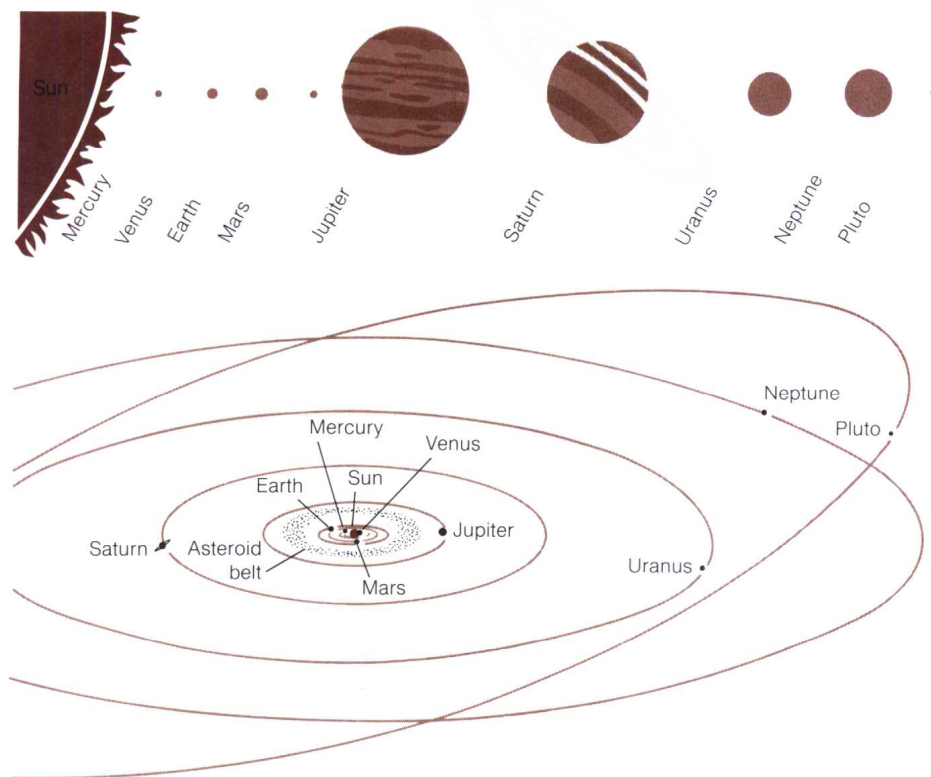 Sun
Mercury
Venus
Earth
Mars
Jupiter
Saturn
Uranus
Neptune
Pluto
Neptune
Pluto
Mercury
Venus
Earth
Sun
Saturn
Asteroid
belt
Jupiter
Mars
Uranus